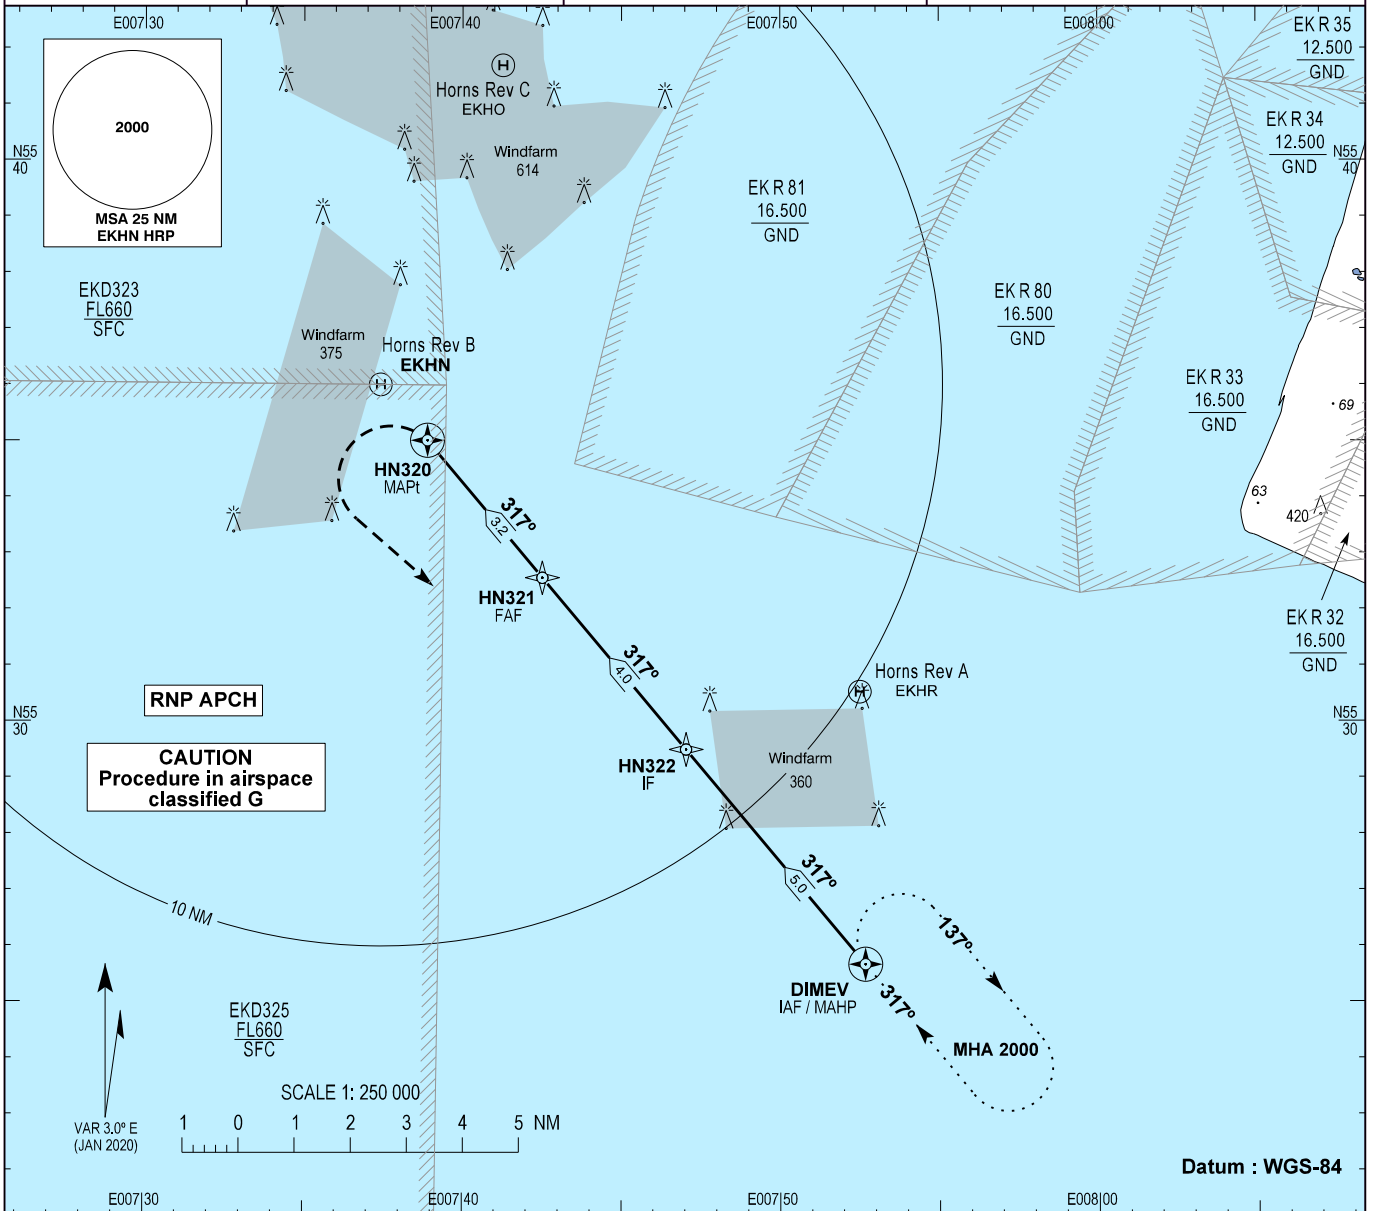 E007 30
E007 40
E007 50
E008 00
EK R 35
12.500
GND
2000
MSA 25 NM
EKHN HRP
H
Horns Rev C
EKHO
Windfarm
614
EK R 34
12.500
GND
N55
40
N55
40
EK R 81
16.500
GND
EKD323
FL660
SFC
EK R 80
16.500
GND
Windfarm
375
Horns Rev B
EKHN
H
EK R 33
16.500
GND
69
HN320
MAPt
63
420
317º
3.2
HN321
FAF
EK R 32
16.500
GND
317º
4.0
Horns Rev A
EKHR
H
RNP APCH
N55
30
N55
30
CAUTION
Procedure in airspace
classified G
HN322
IF
Windfarm
360
317º
5.0
10 NM
137º
DIMEV
IAF / MAHP
317º
EKD325
FL660
SFC
MHA 2000
SCALE 1: 250 000
1 0 1 2 3 4 5 NM
VAR 3.0º E
(JAN 2020)
Datum : WGS-84
E007 30
E007 40
E007 50
E008 00